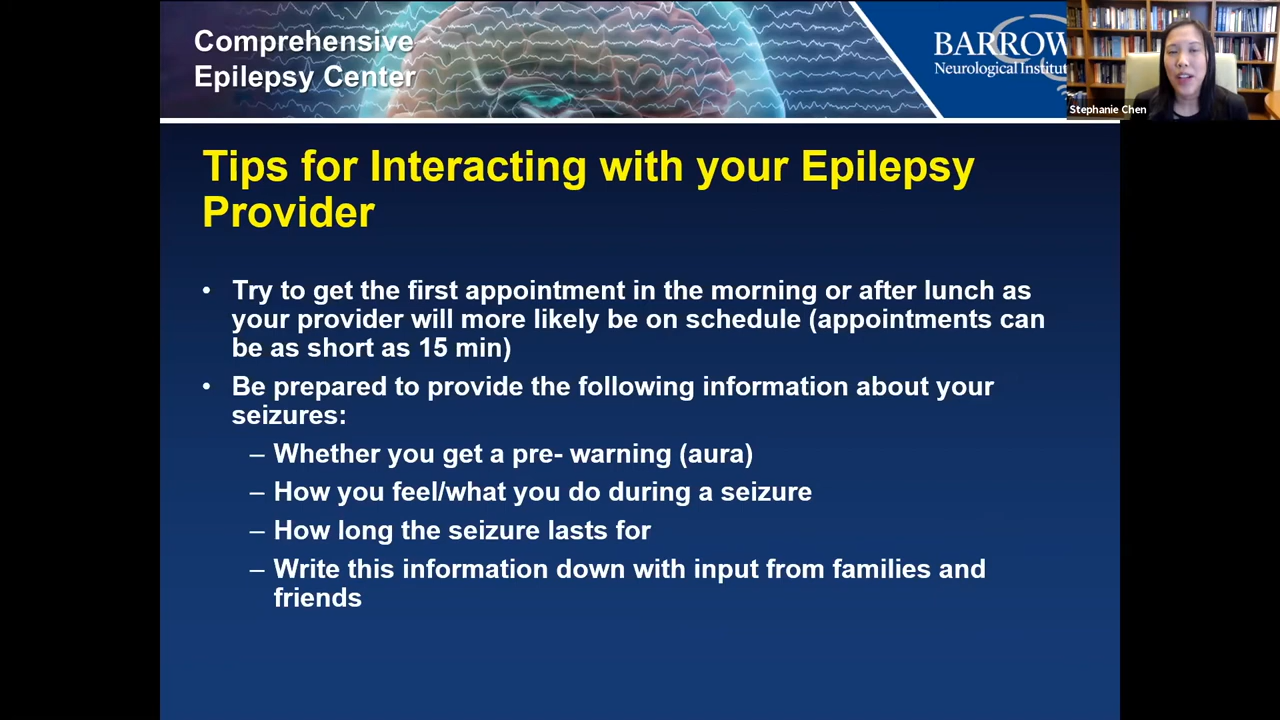 Comprehensive
Epilepsy Center
BARROW
Neurological Institut
Stephanie Chen
Tips for Interacting with your Epilepsy
Provider
• Try to get the first appointment in the morning or after lunch as
your provider will more likely be on schedule (appointments can
be as short as 15 min)
• Be prepared to provide the following information about your
seizures:
– Whether you get a pre- warning (aura)
– How you feel/what you do during a seizure
– How long the seizure lasts for
– Write this information down with input from families and
friends